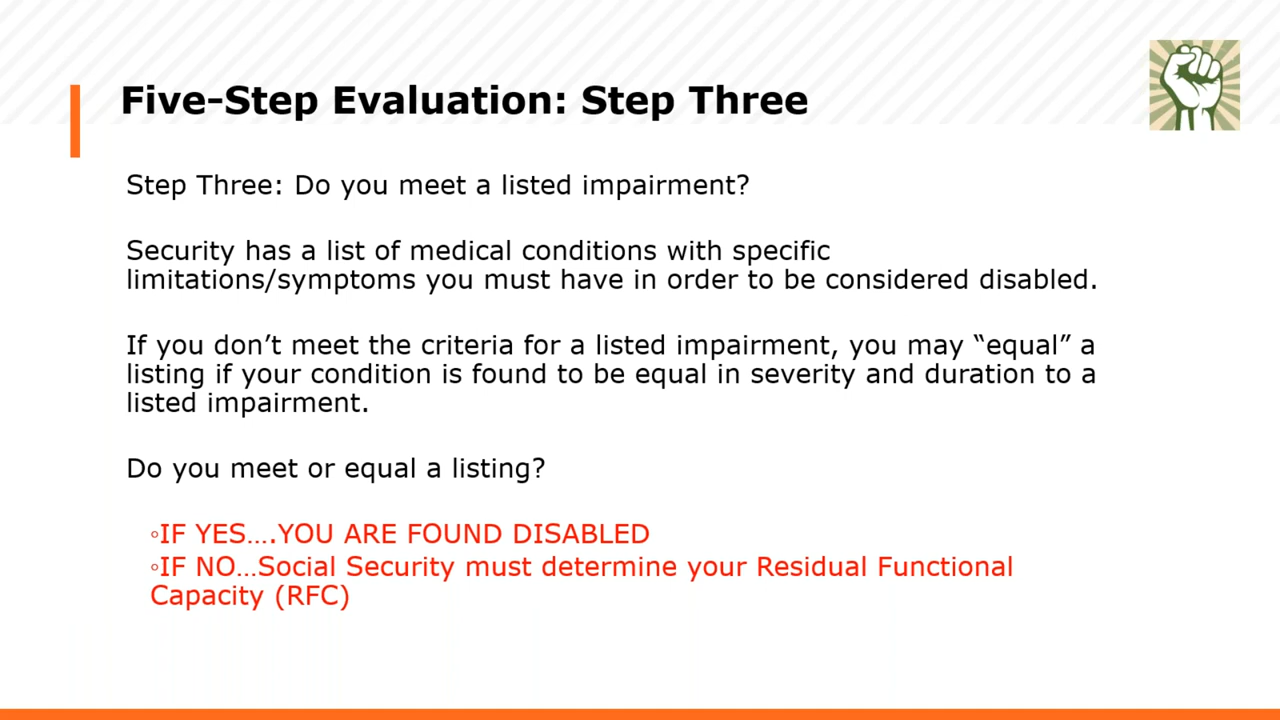 Five-Step Evaluation: Step Three
Step Three: Do you meet a listed impairment?
Security has a list of medical conditions with specific
limitations/symptoms you must have in order to be considered disabled.
If you don’t meet the criteria for a listed impairment, you may “equal” a
listing if your condition is found to be equal in severity and duration to a
listed impairment.
Do you meet or equal a listing?
◦IF YES….YOU ARE FOUND DISABLED
◦IF NO…Social Security must determine your Residual Functional
Capacity (RFC)